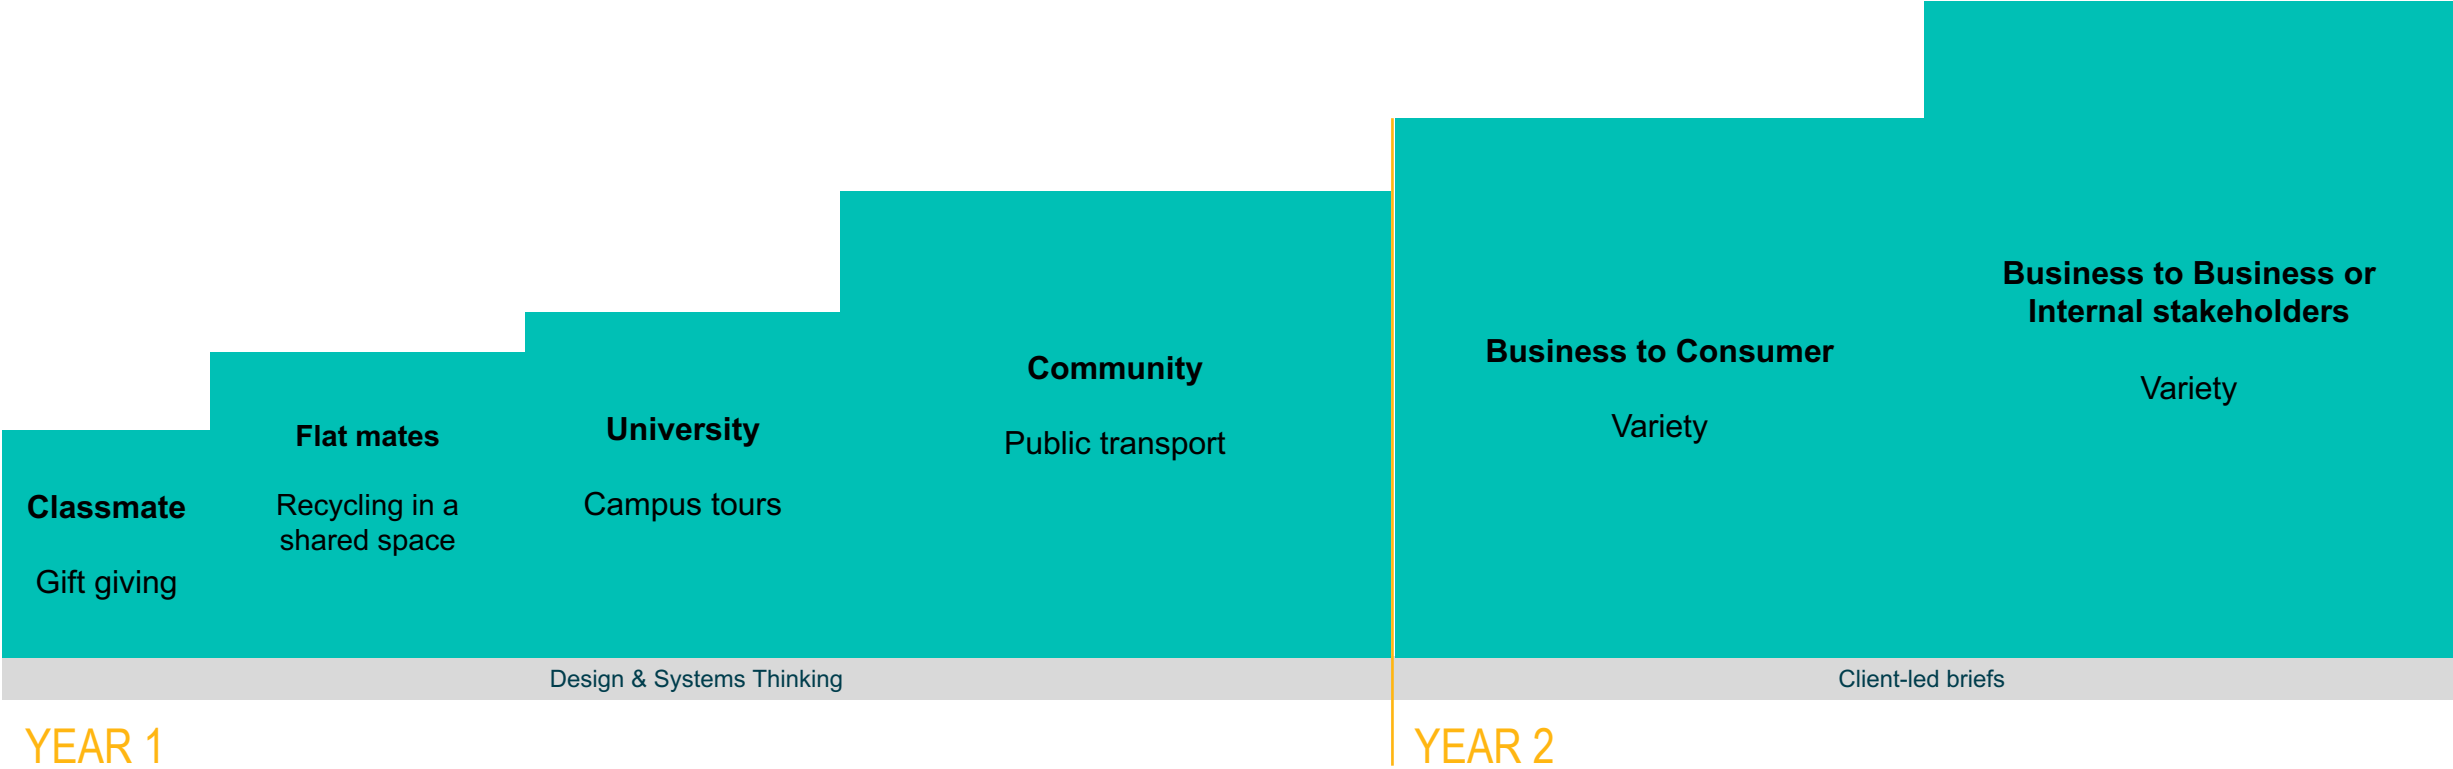 Classmate
Gift giving
Flat mates
Recycling in a
shared space
University
Campus tours
Community
Public transport
Business to Consumer
Variety
Business to Business or
Internal stakeholders
Variety
Design & Systems Thinking
Client-led briefs
YEAR 1
YEAR 2